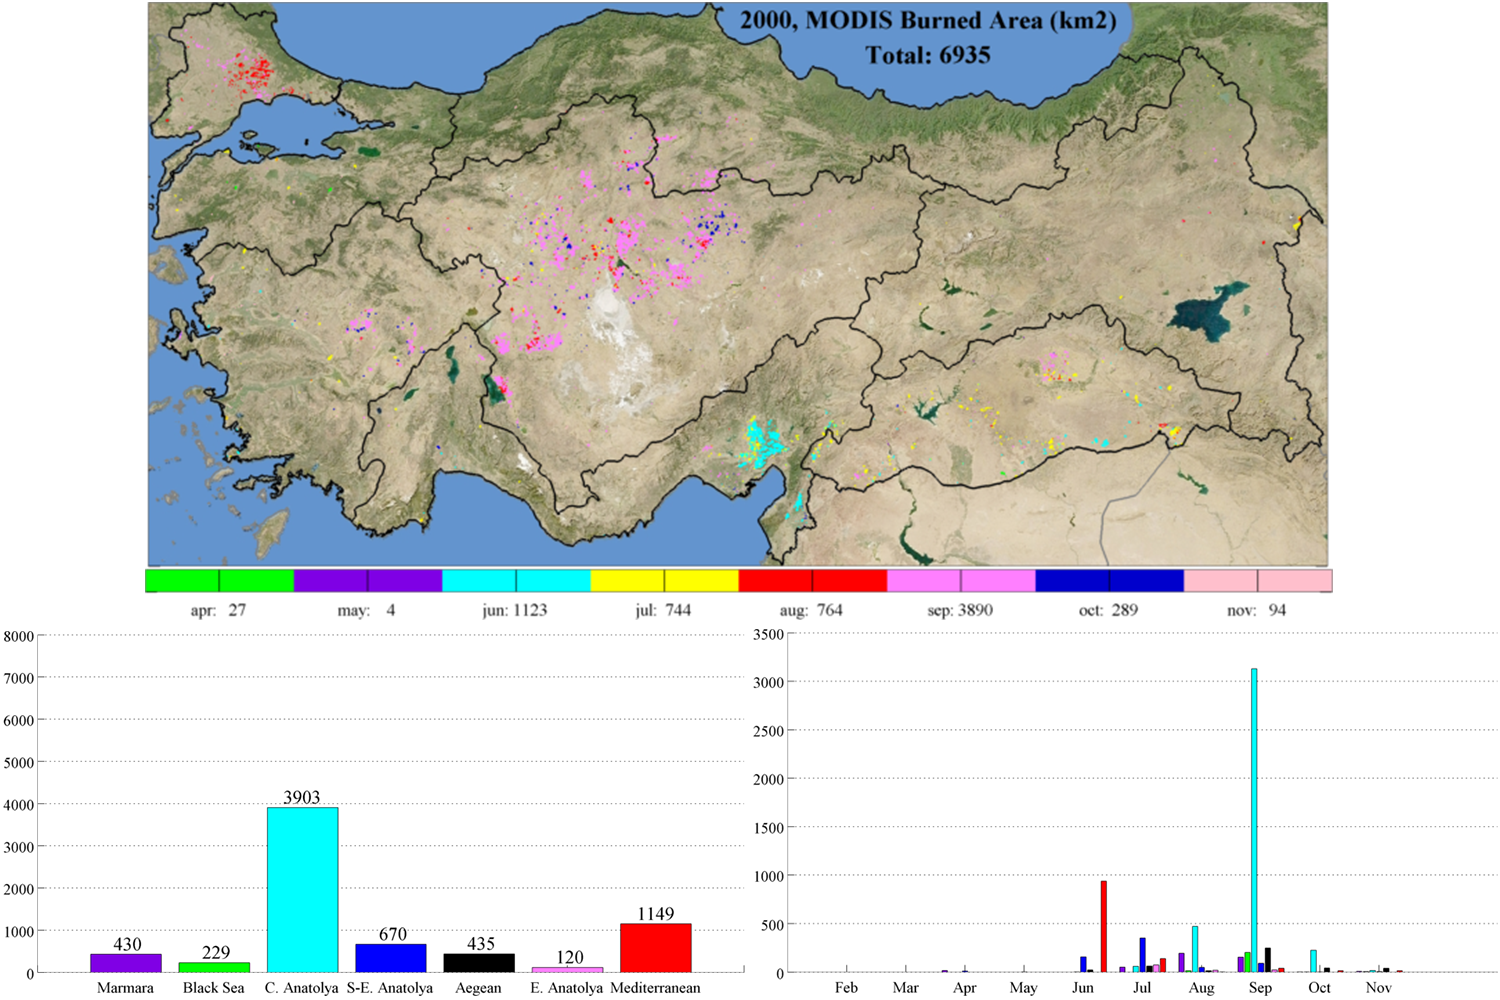 2000, MODIS Burned Area (km2)
Total: 6935
apr: 27 may: 4 jun: 1123 jul: 744 aug: 764 sep: 3890 oct: 289 nov: 94
8000
7000
6000
5000
4000
3000
2000
1000
0
430 229 3903 670 435 120 1149
Marmara Black Sea C. Anatolya S-E. Anatolya Aegean E. Anatolya Mediterranean
3500
3000
2500
2000
1500
1000
500
0
Feb Mar Apr May Jun Jul Aug Sep Oct Nov